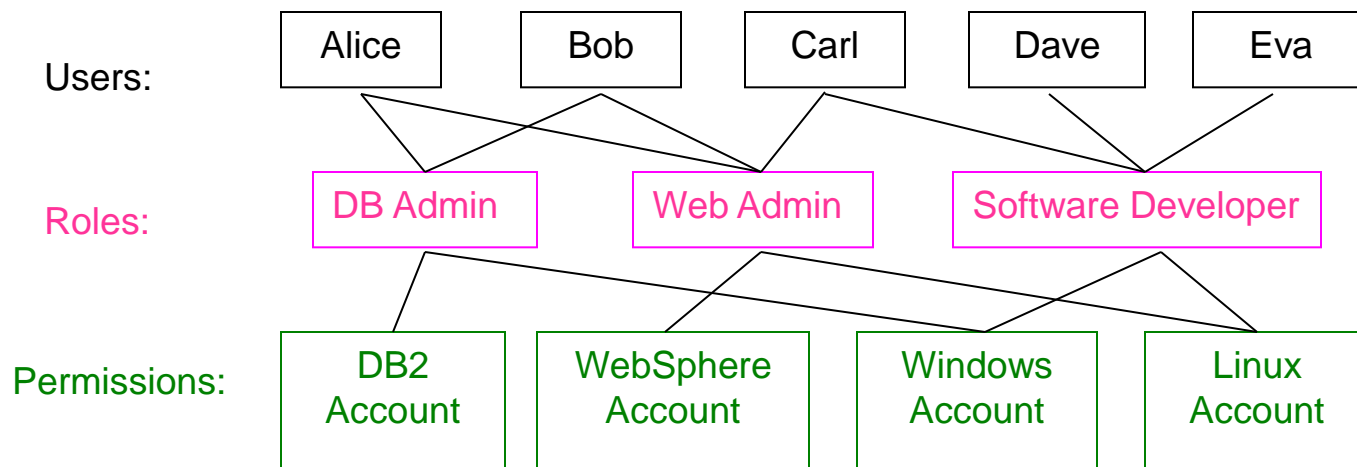 Users:
Alice
Bob
Carl
Dave
Eva
Roles:
DB Admin
Web Admin
Software Developer
Permissions:
DB2
Account
WebSphere
Account
Windows
Account
Linux
Account